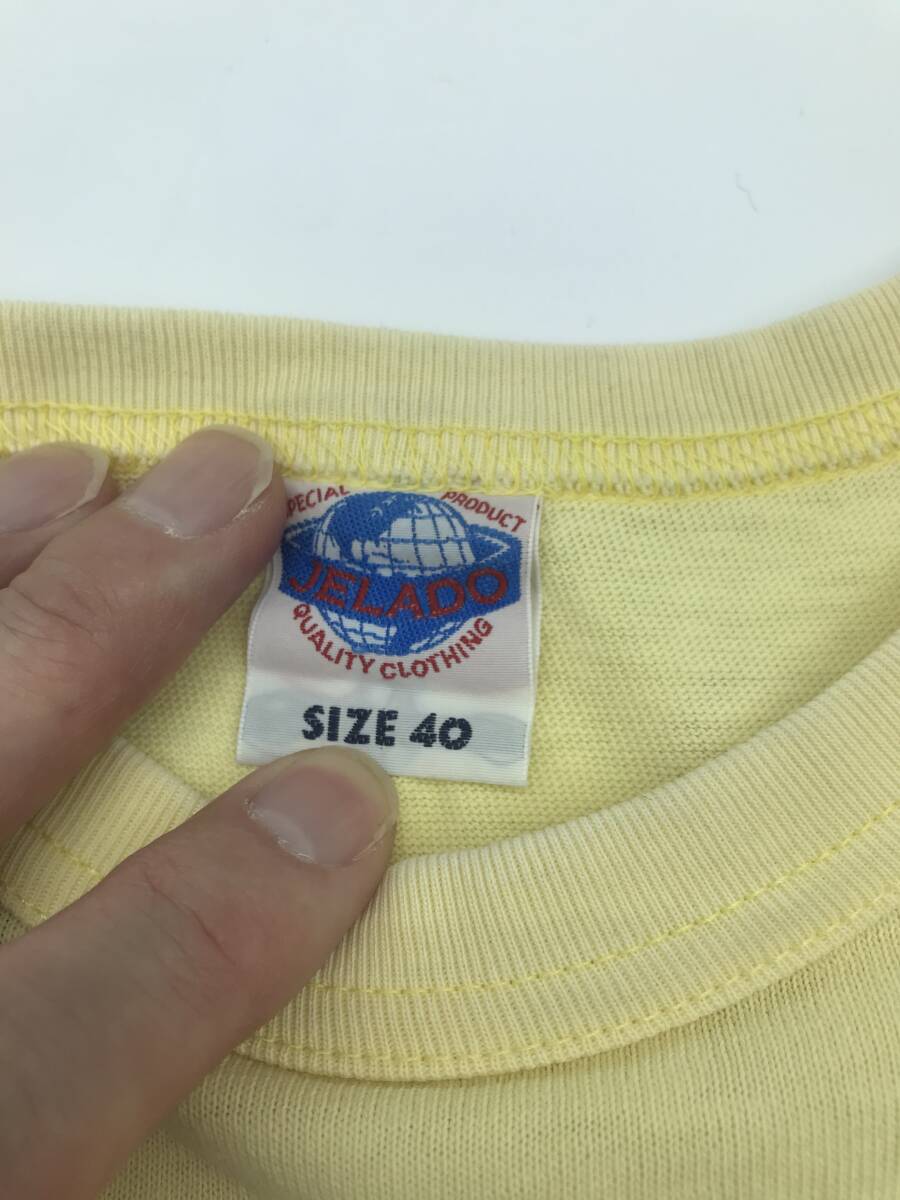 SPECIAL PRODUCT
JELADO
QUALITY CLOTHING
SIZE 40